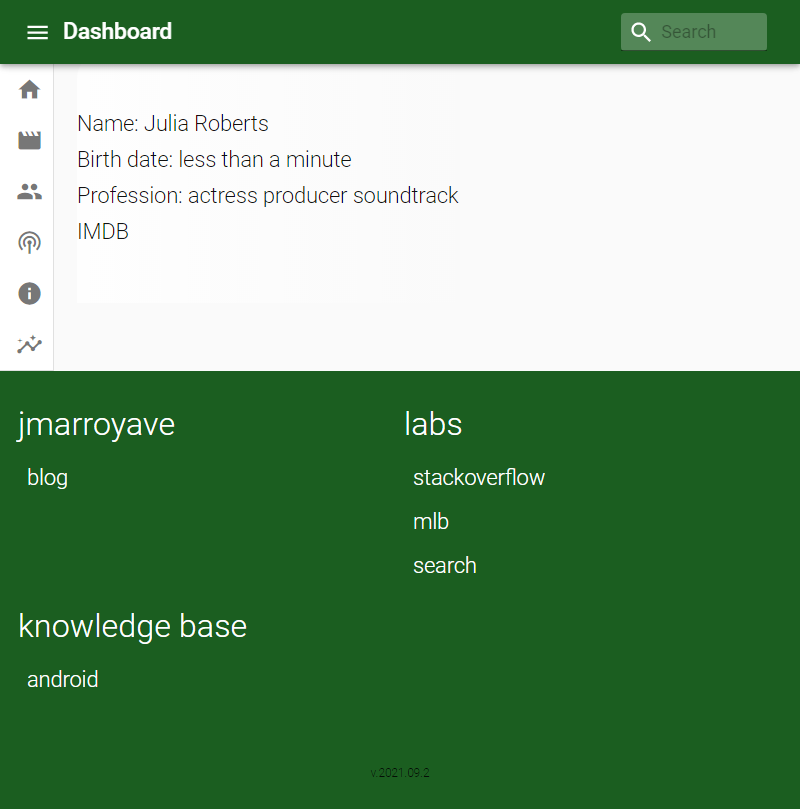 Dashboard
Search
Name: Julia Roberts
Birth date: less than a minute
Profession: actress producer soundtrack
IMDB
jmarroyave
blog
labs
stackoverflow
mlb
search
knowledge base
android
v.2021.09.2